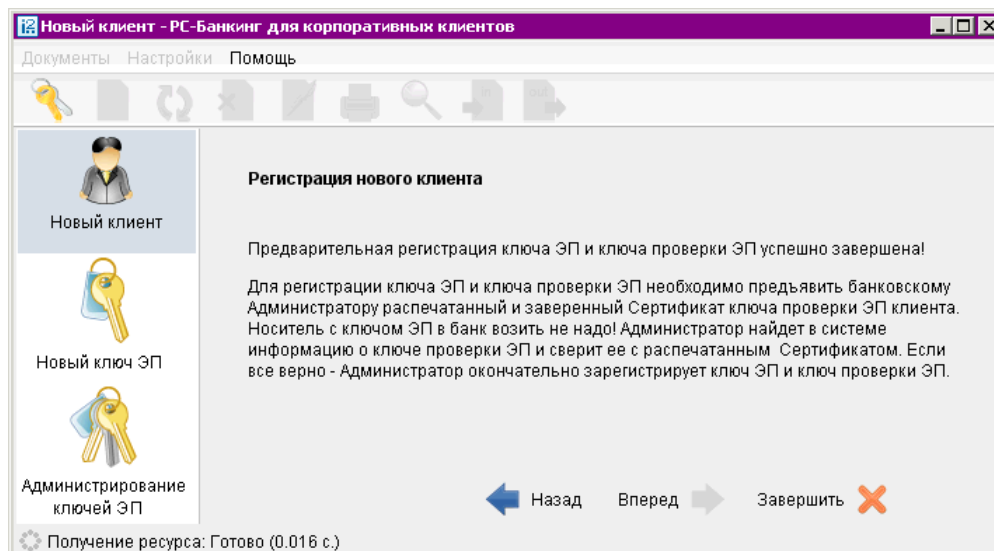 Новый клиент - РС-Банкинг для корпоративных клиентов
Документы Настройки Помощь
in out
Новый клиент
Новый ключ ЭП
Администрирование
ключей ЭП
Регистрация нового клиента
Предварительная регистрация ключа ЭП и ключа проверки ЭП успешно завершена!
Для регистрации ключа ЭП и ключа проверки ЭП необходимо предъявить банковскому
Администратору распечатанный и заверенный Сертификат ключа проверки ЭП клиента.
Носитель с ключом ЭП в банк возить не надо! Администратор найдет в системе
информацию о ключе проверки ЭП и сверит ее с распечатанным Сертификатом. Если
все верно - Администратор окончательно зарегистрирует ключ ЭП и ключ проверки ЭП.
Назад Вперед Завершить
Получение ресурса: Готово (0.016 с.)